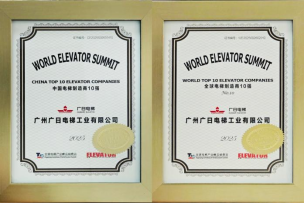 WORLD ELEVATOR SUMMIT
CHINA TOP 10 ELEVATOR COMPANIES
中国电梯制造商10强
广日电梯
广州广日电梯工业有限公司
ELEVATOR
WORLD ELEVATOR SUMMIT
WORLD TOP 10 ELEVATOR COMPANIES
全球电梯制造商10强
广日电梯
广州广日电梯工业有限公司
ELEVATOR